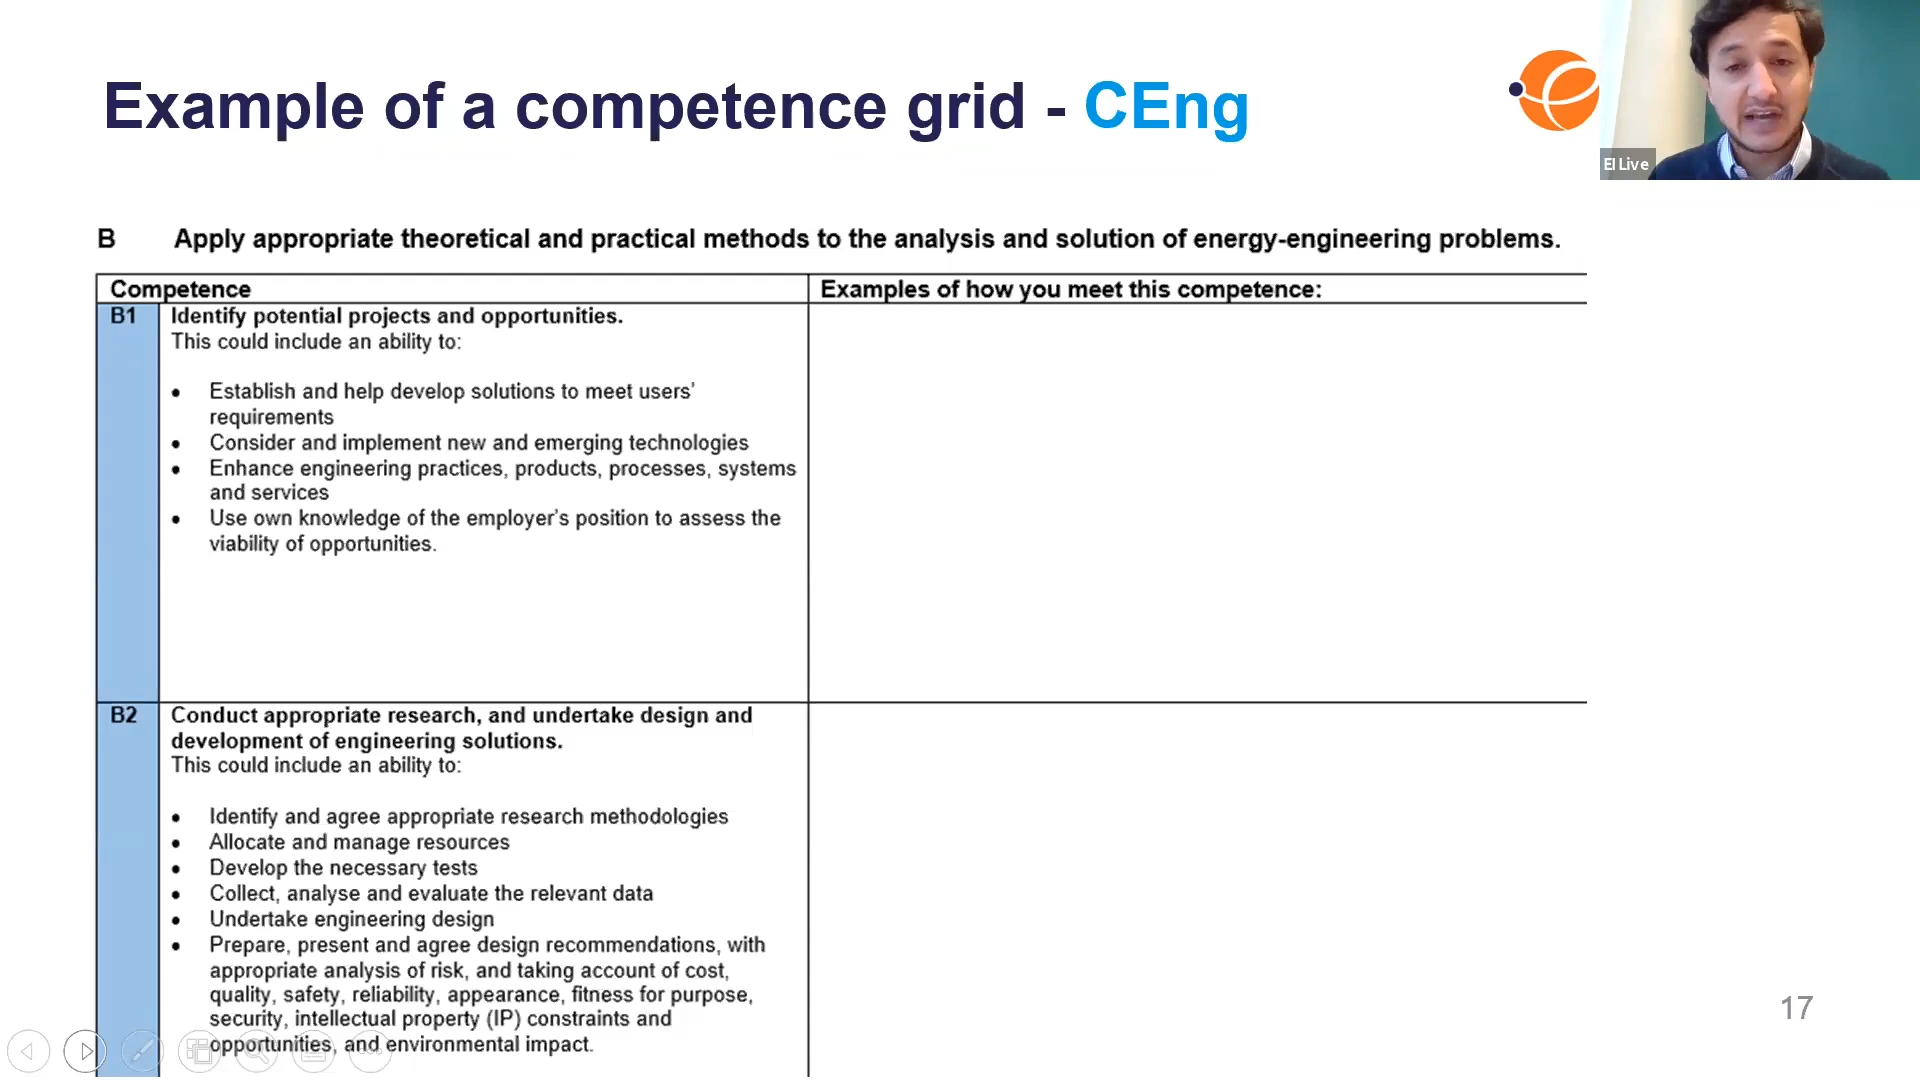 Example of a competence grid - CEng
EI Live
B Apply appropriate theoretical and practical methods to the analysis and solution of energy-engineering problems.
Competence
Examples of how you meet this competence:
B1 Identify potential projects and opportunities.
This could include an ability to:
• Establish and help develop solutions to meet users’
requirements
• Consider and implement new and emerging technologies
• Enhance engineering practices, products, processes, systems
and services
• Use own knowledge of the employer’s position to assess the
viability of opportunities.
B2 Conduct appropriate research, and undertake design and
development of engineering solutions.
This could include an ability to:
• Identify and agree appropriate research methodologies
• Allocate and manage resources
• Develop the necessary tests
• Collect, analyse and evaluate the relevant data
• Undertake engineering design
• Prepare, present and agree design recommendations, with
appropriate analysis of risk, and taking account of cost,
quality, safety, reliability, appearance, fitness for purpose,
security, intellectual property (IP) constraints and
opportunities, and environmental impact.
17